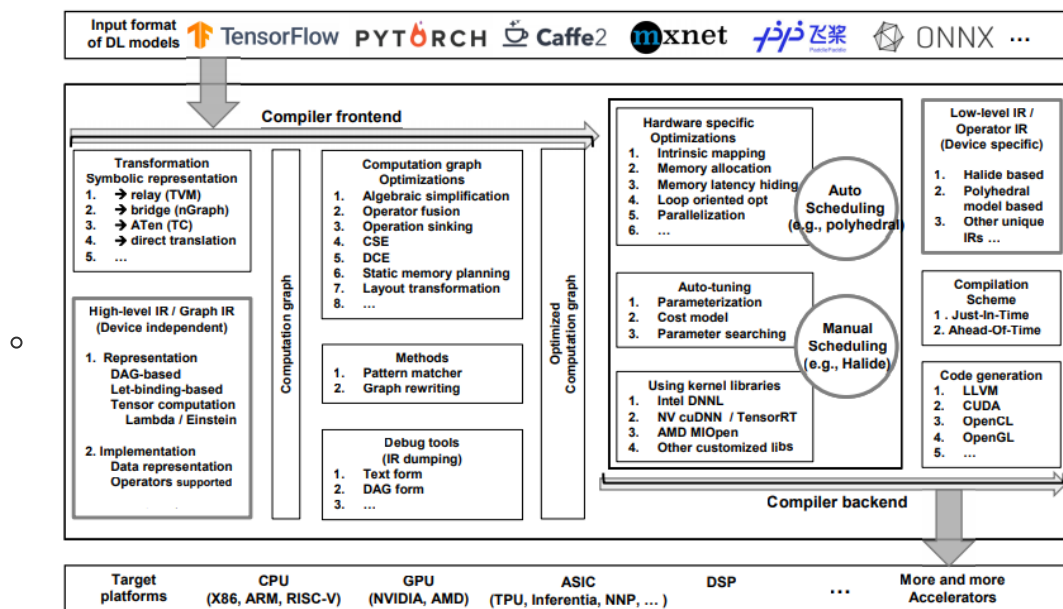 Input format
of DL models
TensorFlow
PYTORCH
Caffe2
mxnet
飞桨
PaddlePaddle
ONNX
...
Compiler frontend
Transformation
Symbolic representation
1. → relay (TVM)
2. → bridge (nGraph)
3. → ATen (TC)
4. → direct translation
5. ...
High-level IR / Graph IR
(Device independent)
1. Representation
DAG-based
Let-binding-based
Tensor computation
Lambda / Einstein
2. Implementation
Data representation
Operators supported
Computation graph
Computation graph
Optimizations
1. Algebraic simplification
2. Operator fusion
3. Operation sinking
4. CSE
5. DCE
6. Static memory planning
7. Layout transformation
8. ...
Methods
1. Pattern matcher
2. Graph rewriting
Debug tools
(IR dumping)
1. Text form
2. DAG form
3. ...
Optimized
Computation graph
Hardware specific
Optimizations
1. Intrinsic mapping
2. Memory allocation
3. Memory latency hiding
4. Loop oriented opt
5. Parallelization
6. ...
Auto
Scheduling
(e.g., polyhedral)
Auto-tuning
1. Parameterization
2. Cost model
3. Parameter searching
Manual
Scheduling
(e.g., Halide)
Using kernel libraries
1. Intel DNNL
2. NV cuDNN / TensorRT
3. AMD MIOpen
4. Other customized libs
Low-level IR /
Operator IR
(Device specific)
1. Halide based
2. Polyhedral
model based
3. Other unique
IRs ...
Compilation
Scheme
1 . Just-In-Time
2. Ahead-Of-Time
Code generation
1. LLVM
2. CUDA
3. OpenCL
4. OpenGL
5. ...
Compiler backend
Target
platforms
CPU
(X86, ARM, RISC-V)
GPU
(NVIDIA, AMD)
ASIC
(TPU, Inferentia, NNP, ... )
DSP
...
More and more
Accelerators